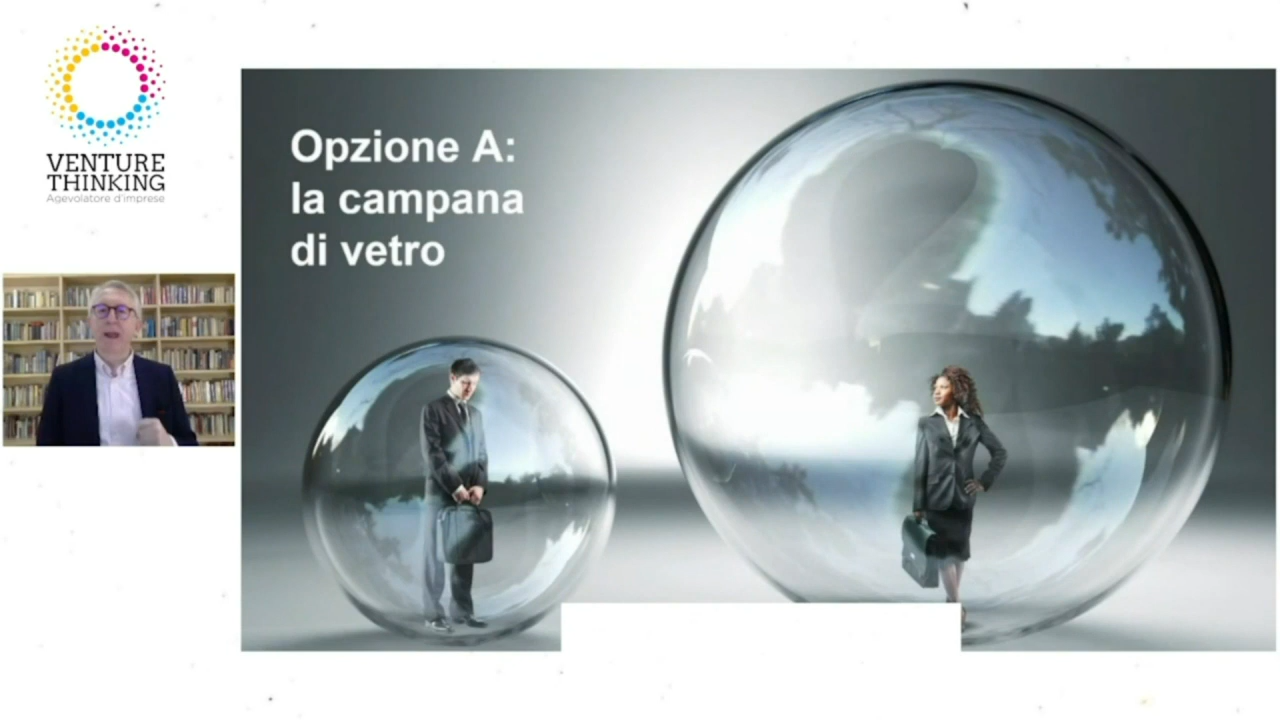 VENTURE
THINKING
Agevolatore d'imprese
Opzione A:
la campana
di vetro